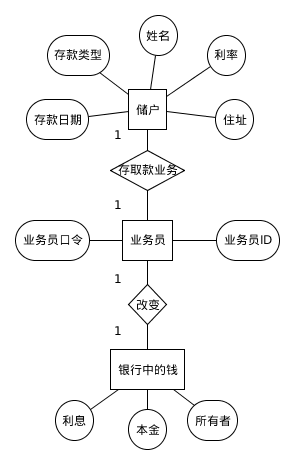 姓名
存款类型
利率
储户
存款日期
住址
1
存取款业务
1
业务员口令
业务员
业务员ID
1
改变
1
银行中的钱
利息
本金
所有者